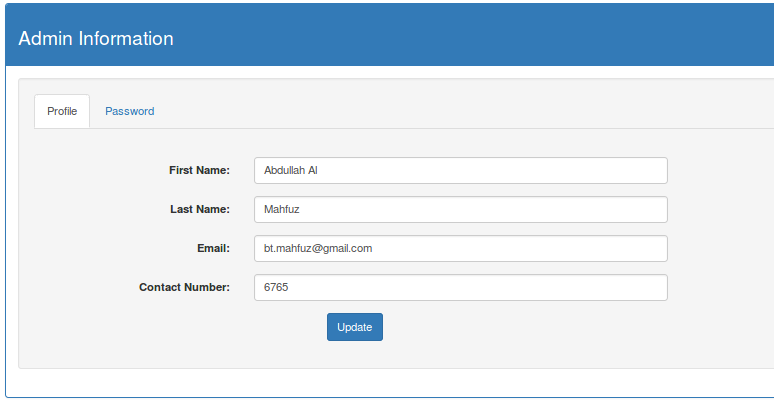 Admin Information
Profile Password
First Name: Abdullah Al
Last Name: Mahfuz
Email: bt.mahfuz@gmail.com
Contact Number: 6765
Update